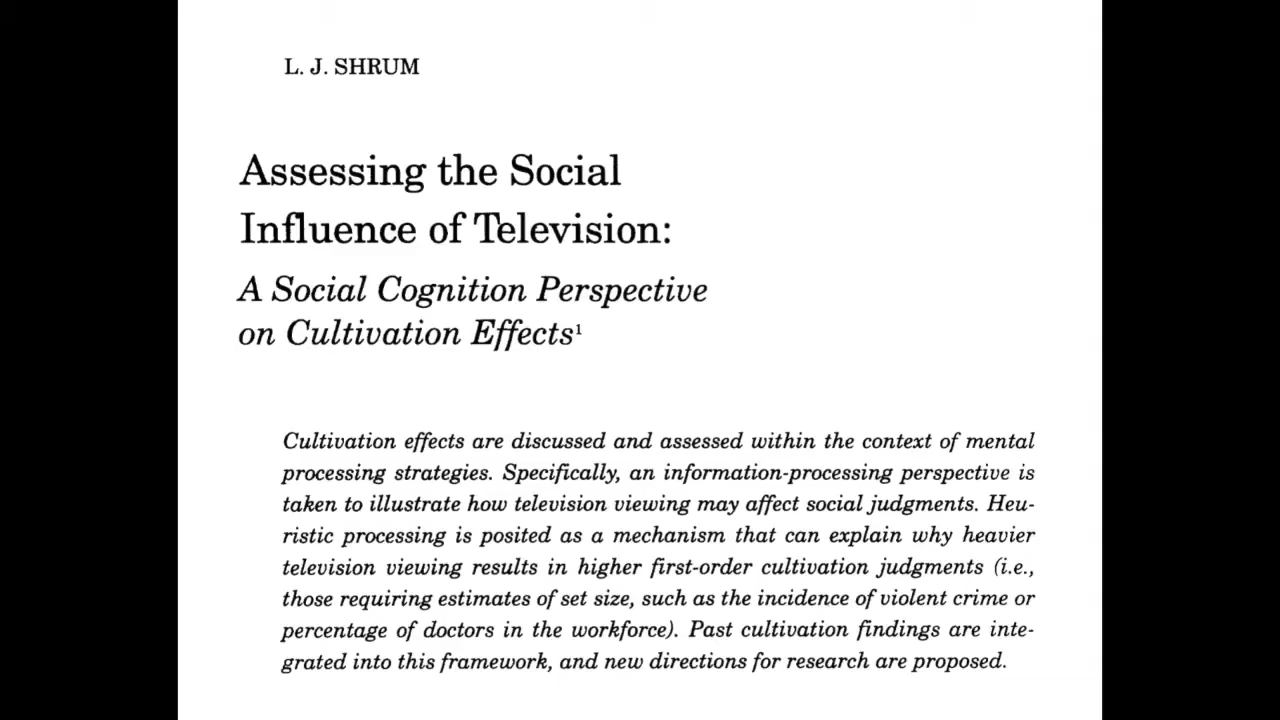 L. J. SHRUM
Assessing the Social
Influence of Television:
A Social Cognition Perspective
on Cultivation Effects¹
Cultivation effects are discussed and assessed within the context of mental
processing strategies. Specifically, an information-processing perspective is
taken to illustrate how television viewing may affect social judgments. Heu-
ristic processing is posited as a mechanism that can explain why heavier
television viewing results in higher first-order cultivation judgments (i.e.,
those requiring estimates of set size, such as the incidence of violent crime or
percentage of doctors in the workforce). Past cultivation findings are inte-
grated into this framework, and new directions for research are proposed.